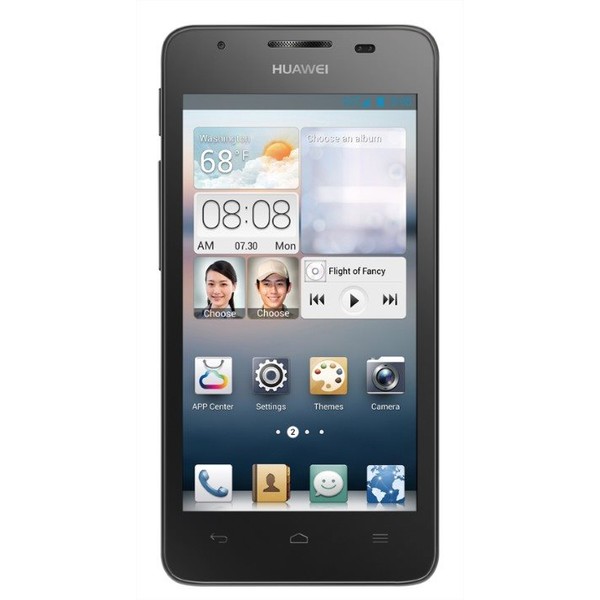 HUAWEI
Washington
68°F
Choose an album
08:08
AM 07.30 Mon
Flight of Fancy
Choose
Choose
APP Center
Settings
Themes
Camera
2